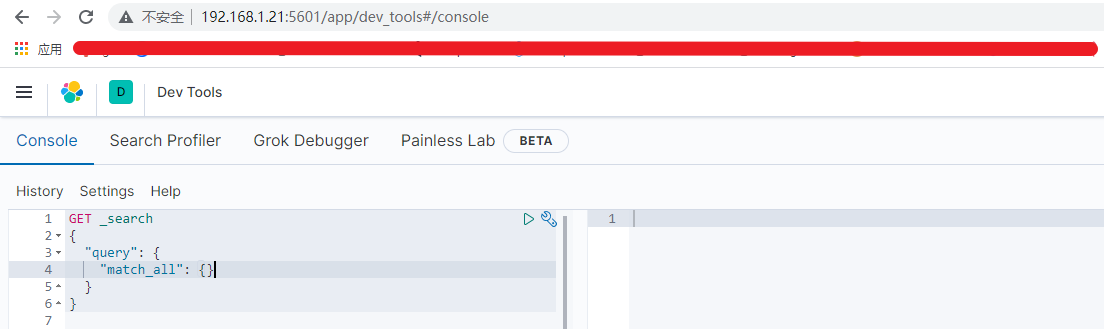 不安全 192.168.1.21:5601/app/dev_tools#/console
应用
D Dev Tools
Console Search Profiler Grok Debugger Painless Lab BETA
History Settings Help
1 GET _search 1
2 {
3 "query": {
4 "match_all": {}
5 }
6 }
7